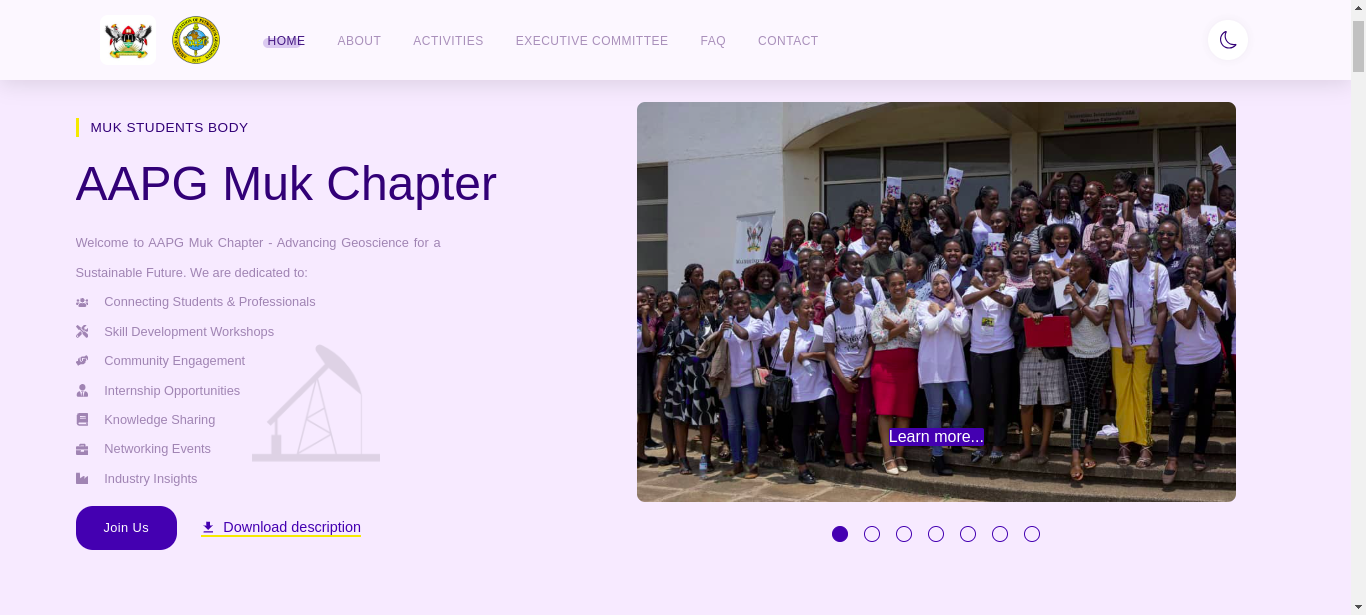 HOME
ABOUT
ACTIVITIES
EXECUTIVE COMMITTEE
FAQ
CONTACT
MUK STUDENTS BODY
AAPG Muk Chapter
Welcome to AAPG Muk Chapter - Advancing Geoscience for a
Sustainable Future. We are dedicated to:
Connecting Students & Professionals
Skill Development Workshops
Community Engagement
Internship Opportunities
Knowledge Sharing
Networking Events
Industry Insights
Join Us
Download description
Learn more...